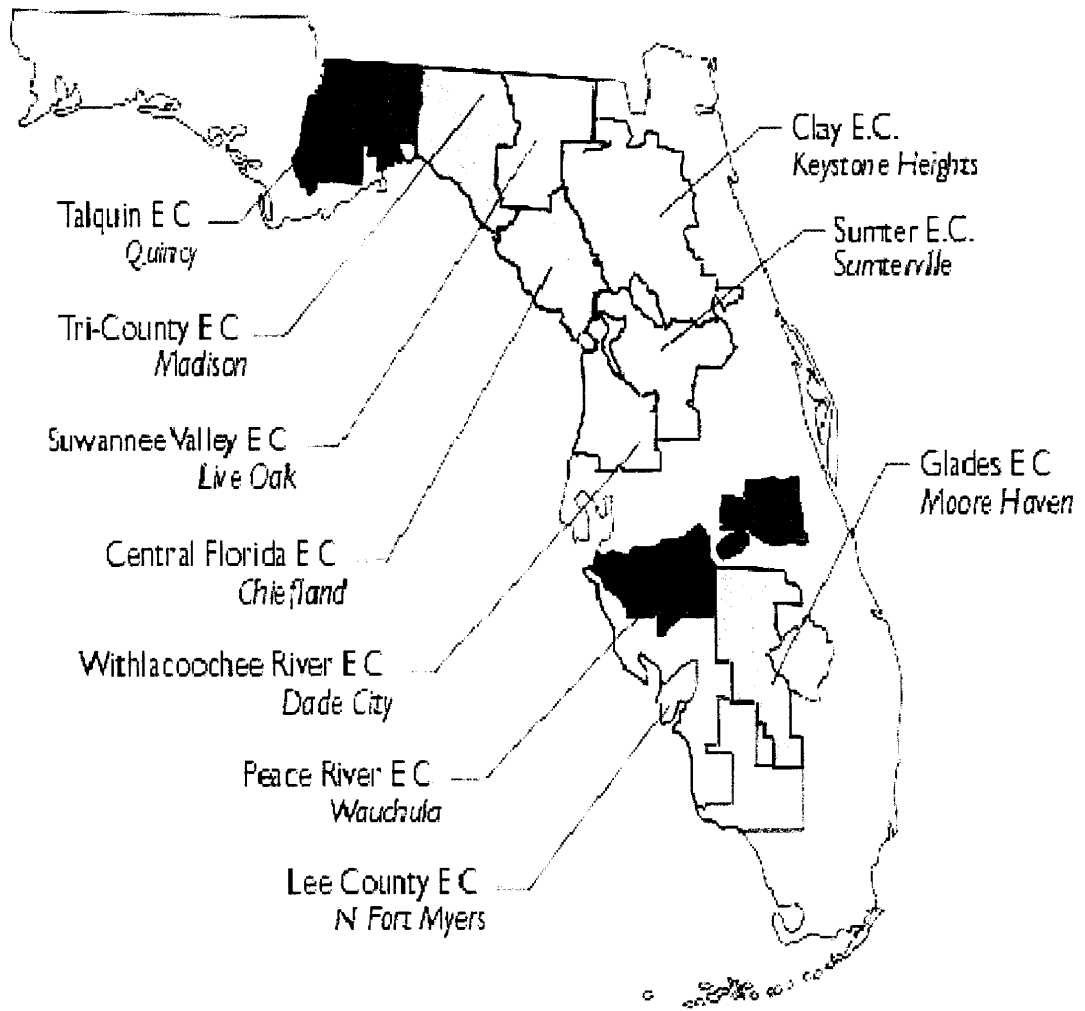 Clay E.C.
Keystone Heights
Talquin E C
Quincy
Sumter E.C.
Sumterville
Tri-County E C
Madison
Suwannee Valley E C
Live Oak
Glades E C
Moore Haven
Central Florida E C
Chiefland
Withlacoochee River E C
Dade City
Peace River E C
Wauchula
Lee County E C
N Fort Myers